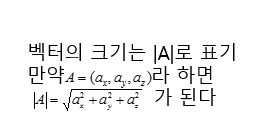 벡터의 크기는 |A|로 표기
만약A = (aₓ, a_y, a_z)라 하면
|A| = √(a_x² + a_y² + a_z²) 가 된다